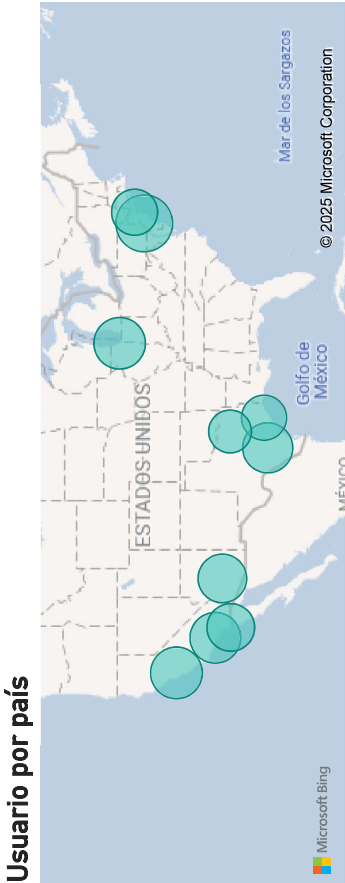 Usuario por país
ESTADOS UNIDOS
Mar de los Sargazos
Golfo de
México
MÉXICO
Microsoft Bing
© 2025 Microsoft Corporation